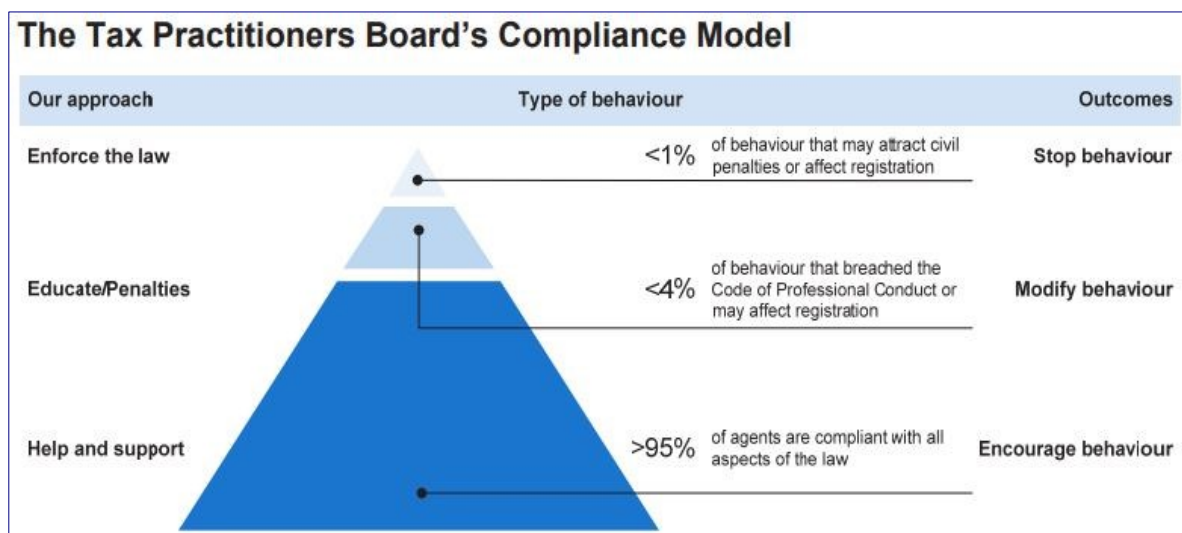 The Tax Practitioners Board's Compliance Model
Our approach Type of behaviour Outcomes
Enforce the law <1% of behaviour that may attract civil
penalties or affect registration Stop behaviour
Educate/Penalties <4% of behaviour that breached the
Code of Professional Conduct or
may affect registration Modify behaviour
Help and support >95% of agents are compliant with all
aspects of the law Encourage behaviour